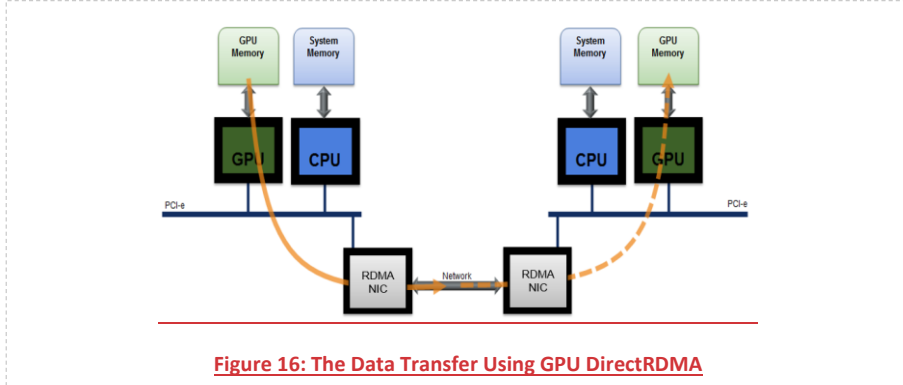 GPU
Memory
System
Memory
System
Memory
GPU
Memory
GPU
CPU
CPU
GPU
PCI-e
PCI-e
RDMA
NIC
Network
RDMA
NIC
Figure 16: The Data Transfer Using GPU DirectRDMA